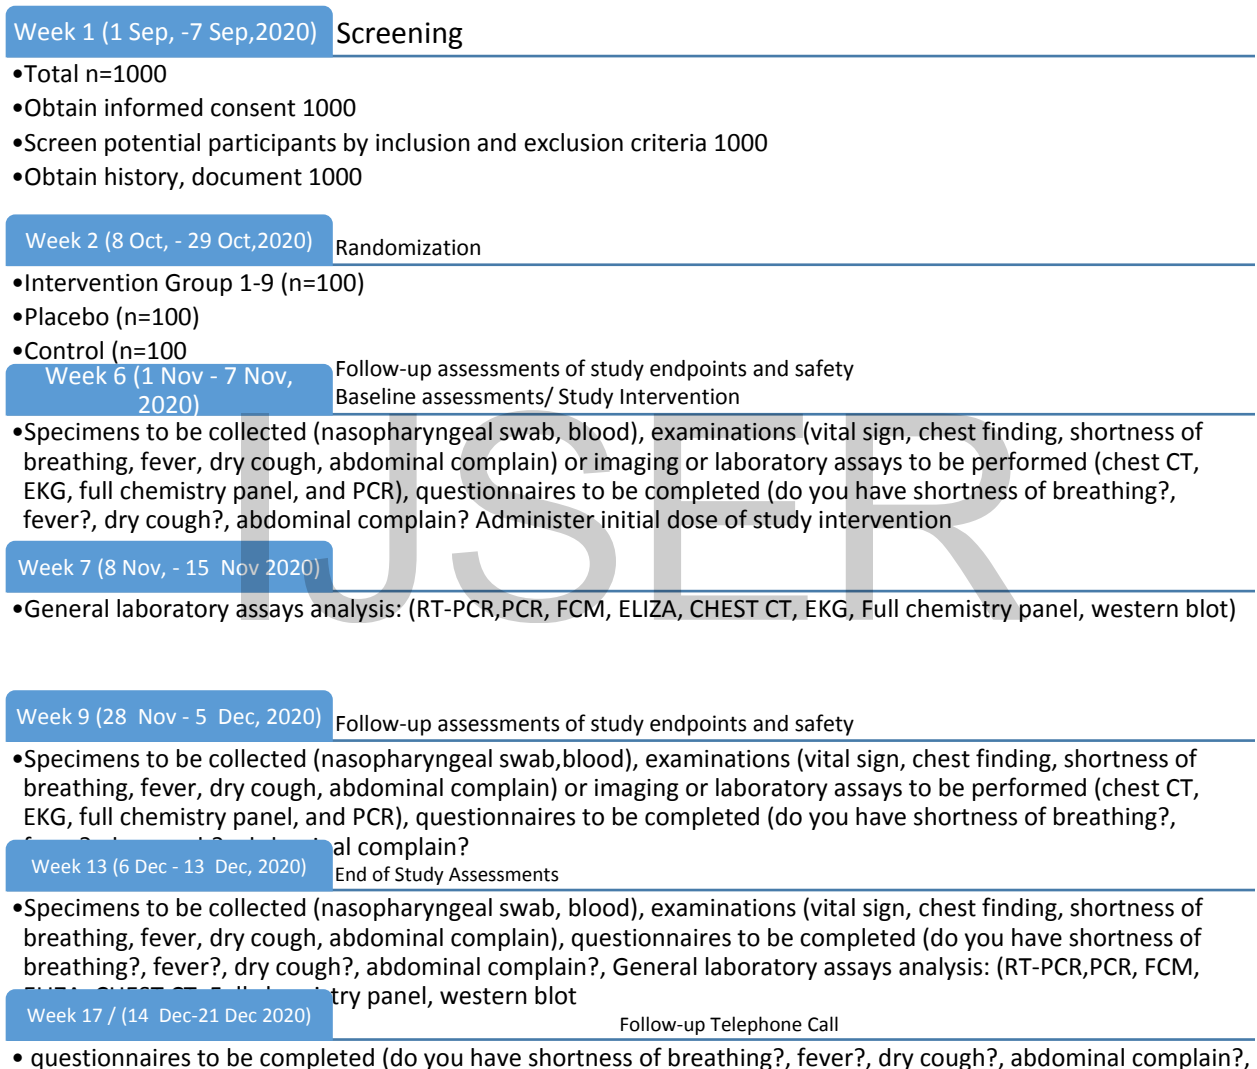 Week 1 (1 Sep, -7 Sep,2020) Screening
•Total n=1000
•Obtain informed consent 1000
•Screen potential participants by inclusion and exclusion criteria 1000
•Obtain history, document 1000
Week 2 (8 Oct, - 29 Oct,2020) Randomization
•Intervention Group 1-9 (n=100)
•Placebo (n=100)
•Control (n=100
Week 6 (1 Nov - 7 Nov,
2020)
Follow-up assessments of study endpoints and safety
Baseline assessments/ Study Intervention
•Specimens to be collected (nasopharyngeal swab, blood), examinations (vital sign, chest finding, shortness of
breathing, fever, dry cough, abdominal complain) or imaging or laboratory assays to be performed (chest CT,
EKG, full chemistry panel, and PCR), questionnaires to be completed (do you have shortness of breathing?,
fever?, dry cough?, abdominal complain? Administer initial dose of study intervention
IJSER
Week 7 (8 Nov, - 15 Nov 2020)
•General laboratory assays analysis: (RT-PCR,PCR, FCM, ELIZA, CHEST CT, EKG, Full chemistry panel, western blot)
Week 9 (28 Nov - 5 Dec, 2020) Follow-up assessments of study endpoints and safety
•Specimens to be collected (nasopharyngeal swab,blood), examinations (vital sign, chest finding, shortness of
breathing, fever, dry cough, abdominal complain) or imaging or laboratory assays to be performed (chest CT,
EKG, full chemistry panel, and PCR), questionnaires to be completed (do you have shortness of breathing?,
al complain?
Week 13 (6 Dec - 13 Dec, 2020) End of Study Assessments
•Specimens to be collected (nasopharyngeal swab, blood), examinations (vital sign, chest finding, shortness of
breathing, fever, dry cough, abdominal complain), questionnaires to be completed (do you have shortness of
breathing?, fever?, dry cough?, abdominal complain?, General laboratory assays analysis: (RT-PCR,PCR, FCM,
try panel, western blot
Week 17 / (14 Dec-21 Dec 2020) Follow-up Telephone Call
• questionnaires to be completed (do you have shortness of breathing?, fever?, dry cough?, abdominal complain?,